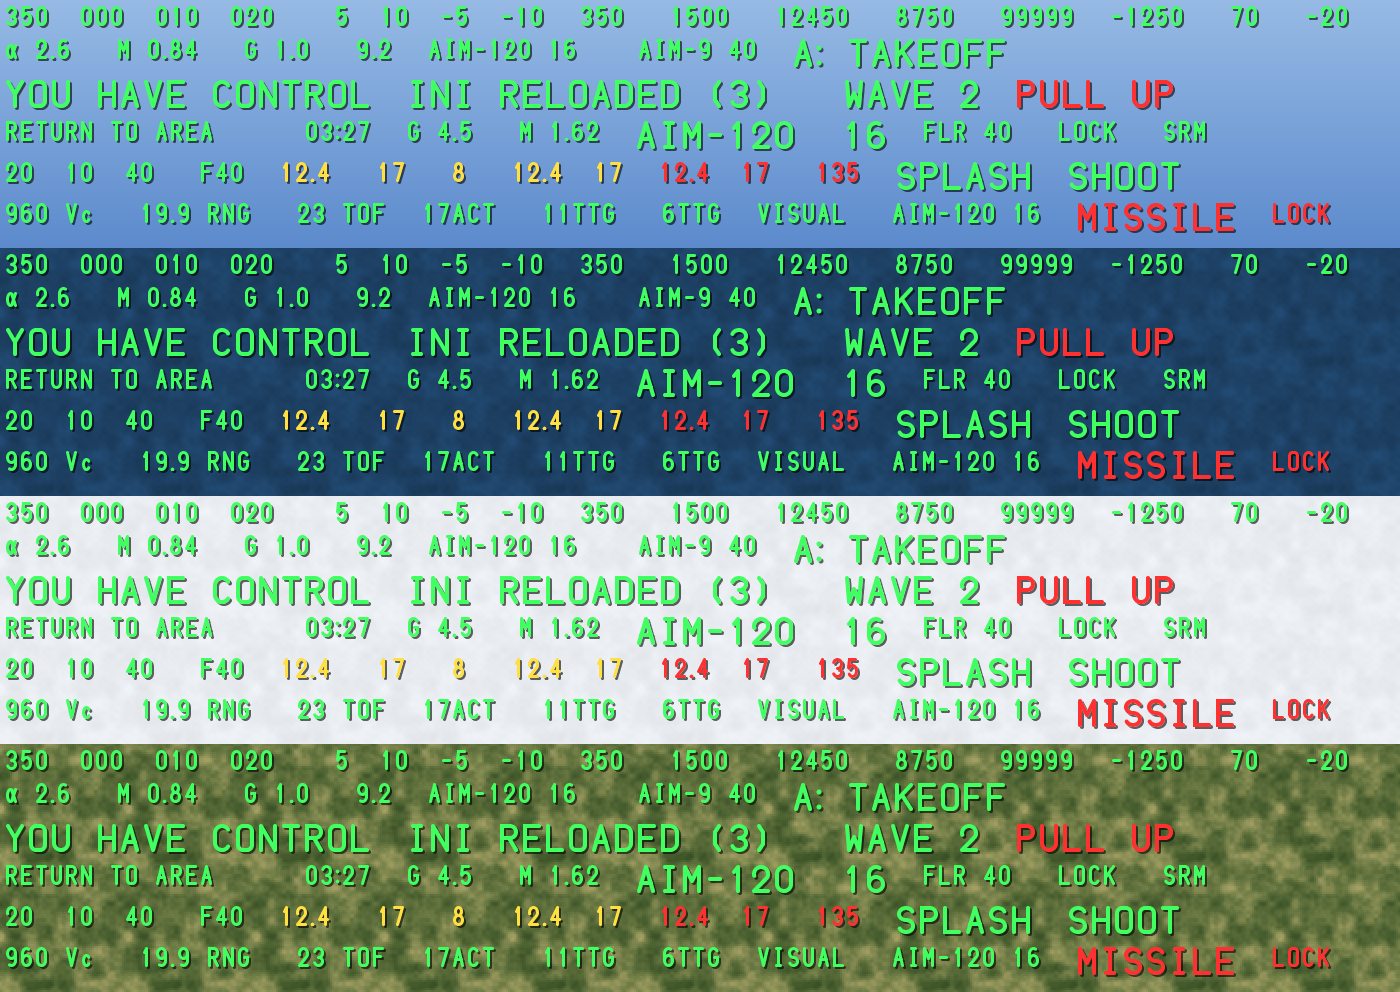 350 000 010 020 5 10 -5 -10 350 1500 12450 8750 99999 -1250 70 -20
α 2.6 M 0.84 G 1.0 9.2 AIM-120 16 AIM-9 40 A: TAKEOFF
YOU HAVE CONTROL INI RELOADED (3) WAVE 2 PULL UP
RETURN TO AREA 03:27 G 4.5 M 1.62 AIM-120 16 FLR 40 LOCK SRM
20 10 40 F40 12.4 17 8 12.4 17 12.4 17 135 SPLASH SHOOT
960 Vc 19.9 RNG 23 TOF 17ACT 11TTG 6TTG VISUAL AIM-120 16 MISSILE LOCK
350 000 010 020 5 10 -5 -10 350 1500 12450 8750 99999 -1250 70 -20
α 2.6 M 0.84 G 1.0 9.2 AIM-120 16 AIM-9 40 A: TAKEOFF
YOU HAVE CONTROL INI RELOADED (3) WAVE 2 PULL UP
RETURN TO AREA 03:27 G 4.5 M 1.62 AIM-120 16 FLR 40 LOCK SRM
20 10 40 F40 12.4 17 8 12.4 17 12.4 17 135 SPLASH SHOOT
960 Vc 19.9 RNG 23 TOF 17ACT 11TTG 6TTG VISUAL AIM-120 16 MISSILE LOCK
350 000 010 020 5 10 -5 -10 350 1500 12450 8750 99999 -1250 70 -20
α 2.6 M 0.84 G 1.0 9.2 AIM-120 16 AIM-9 40 A: TAKEOFF
YOU HAVE CONTROL INI RELOADED (3) WAVE 2 PULL UP
RETURN TO AREA 03:27 G 4.5 M 1.62 AIM-120 16 FLR 40 LOCK SRM
20 10 40 F40 12.4 17 8 12.4 17 12.4 17 135 SPLASH SHOOT
960 Vc 19.9 RNG 23 TOF 17ACT 11TTG 6TTG VISUAL AIM-120 16 MISSILE LOCK
350 000 010 020 5 10 -5 -10 350 1500 12450 8750 99999 -1250 70 -20
α 2.6 M 0.84 G 1.0 9.2 AIM-120 16 AIM-9 40 A: TAKEOFF
YOU HAVE CONTROL INI RELOADED (3) WAVE 2 PULL UP
RETURN TO AREA 03:27 G 4.5 M 1.62 AIM-120 16 FLR 40 LOCK SRM
20 10 40 F40 12.4 17 8 12.4 17 12.4 17 135 SPLASH SHOOT
960 Vc 19.9 RNG 23 TOF 17ACT 11TTG 6TTG VISUAL AIM-120 16 MISSILE LOCK